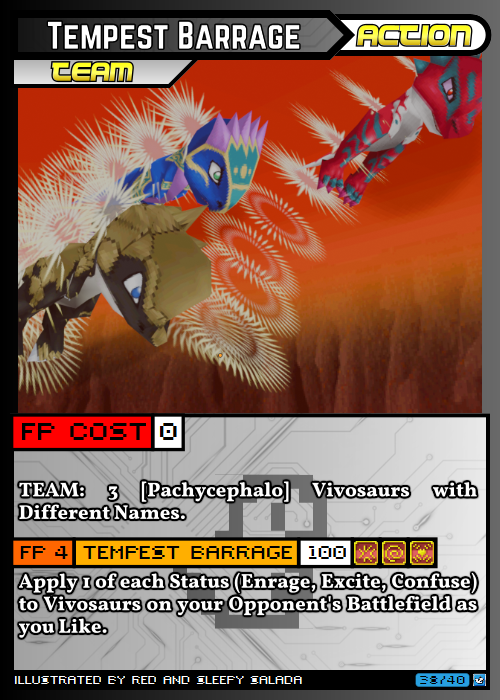 TEMPEST BARRAGE
ACTION
TEAM
FP COST 0
TEAM: 3 [Pachycephalo] Vivosaurs with
Different Names.
FP 4 TEMPEST BARRAGE 100
Apply 1 of each Status (Enrage, Excite, Confuse)
to Vivosaurs on your Opponent's Battlefield as
you Like.
ILLUSTRATED BY RED AND SLEEPY SALADA
38/40